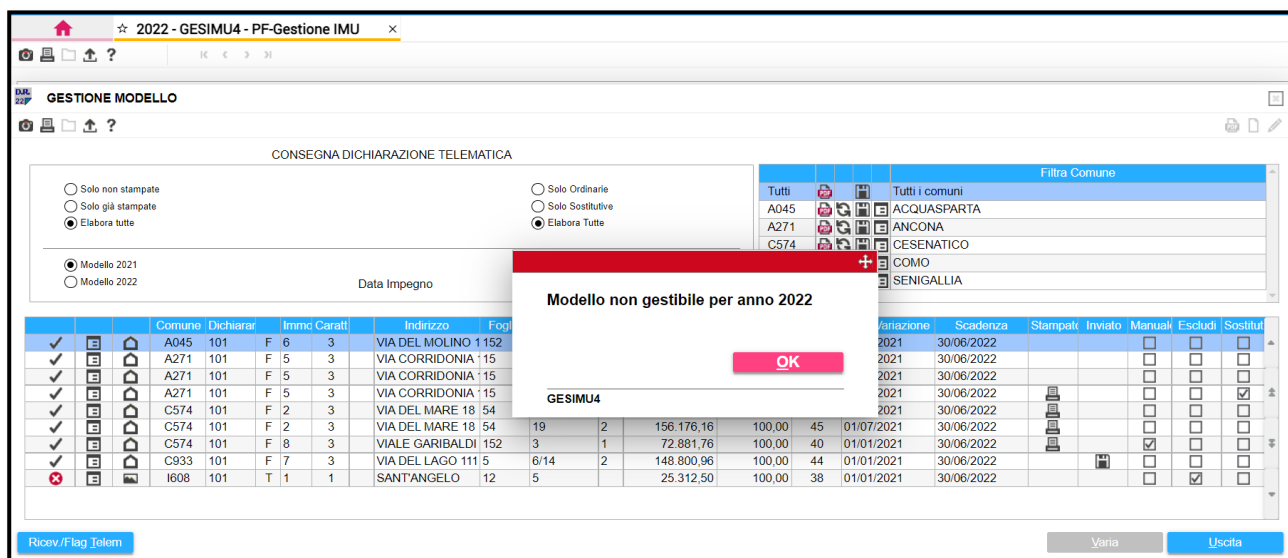 ☆ 2022 - GESIMU4 - PF-Gestione IMU ×
?
D.R. 22 GESTIONE MODELLO
?
CONSEGNA DICHIARAZIONE TELEMATICA
Solo non stampate
Solo già stampate
Elabora tutte
Solo Ordinarie
Solo Sostitutive
Elabora Tutte
Modello 2021
Modello 2022
Data Impegno
Filtra Comune
Tutti PDF Tutti i comuni
A045 PDF ACQUASPARTA
A271 PDF ANCONA
C574 PDF CESENATICO
COMO
SENIGALLIA
Modello non gestibile per anno 2022
OK
GESIMU4
Comune Dichiarar Immo Caratt Indirizzo Fogl Variazione Scadenza Stampato Inviato Manuale Escludi Sostitut
A045 101 F 6 3 VIA DEL MOLINO 1 152 2021 30/06/2022
A271 101 F 5 3 VIA CORRIDONIA 15 2021 30/06/2022
A271 101 F 5 3 VIA CORRIDONIA 15 2021 30/06/2022
A271 101 F 5 3 VIA CORRIDONIA 15 2021 30/06/2022
C574 101 F 2 3 VIA DEL MARE 18 54 2021 30/06/2022
C574 101 F 2 3 VIA DEL MARE 18 54 19 2 156.176,16 100,00 45 01/07/2021 30/06/2022
C574 101 F 8 3 VIALE GARIBALDI 152 3 1 72.881,76 100,00 40 01/01/2021 30/06/2022
C933 101 F 7 3 VIA DEL LAGO 111 5 6/14 2 148.800,96 100,00 44 01/01/2021 30/06/2022
I608 101 T 1 1 SANT'ANGELO 12 5 25.312,50 100,00 38 01/01/2021 30/06/2022
Ricev./Flag Telem
Varia
Uscita